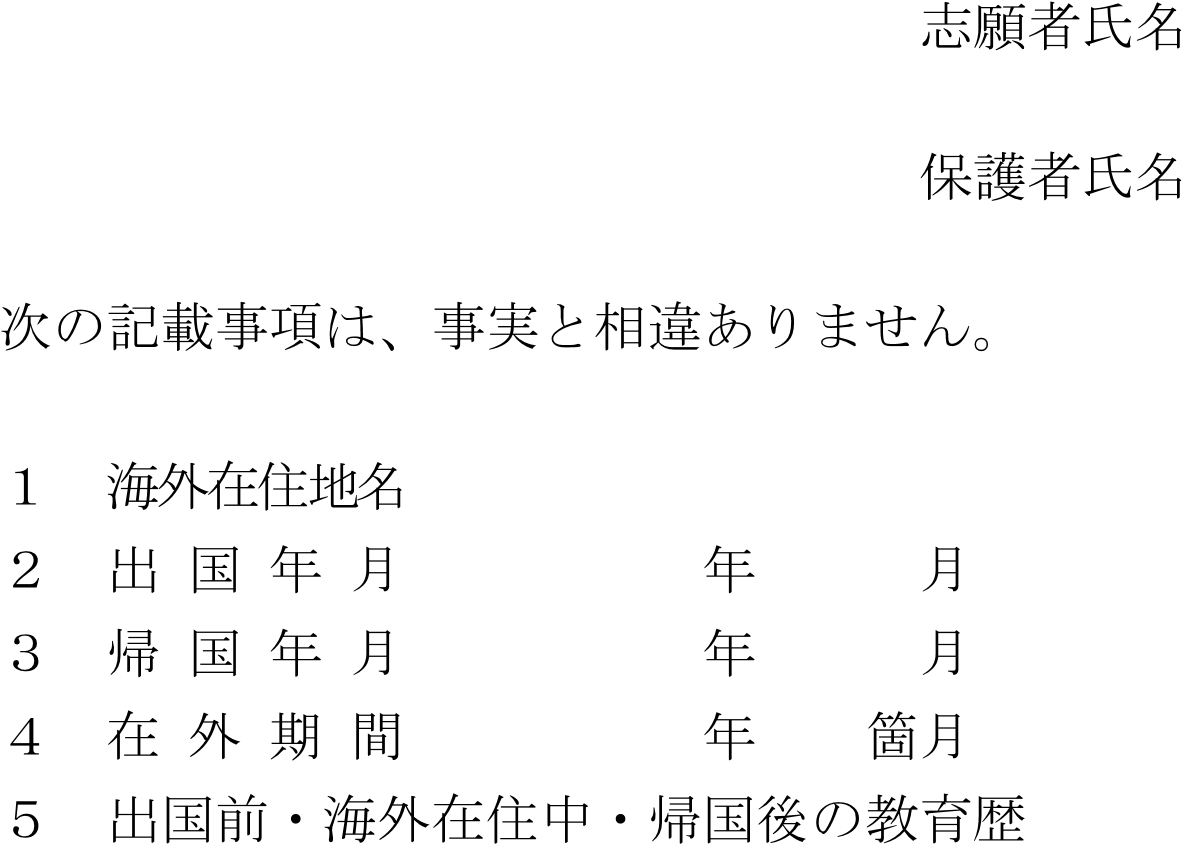 志願者氏名
保護者氏名
次の記載事項は、事実と相違ありません。
１　海外在住地名
２　出 国 年 月　　　　　　年　　　月
３　帰 国 年 月　　　　　　年　　　月
４　在 外 期 間　　　　　　年　　箇月
５　出国前・海外在住中・帰国後の教育歴